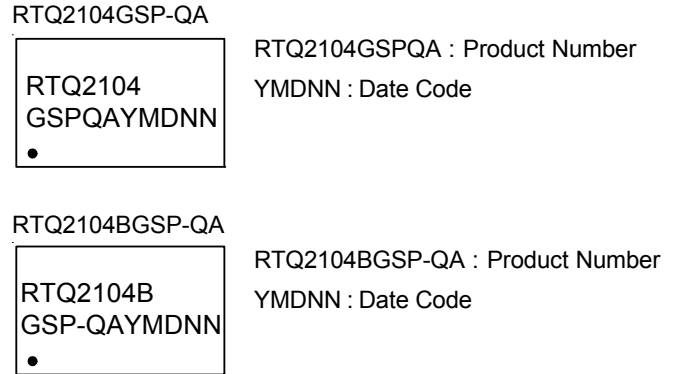 RTQ2104GSP-QA
RTQ2104
GSPQAYMDNN
RTQ2104GSPQA : Product Number
YMDNN : Date Code
RTQ2104BGSP-QA
RTQ2104B
GSP-QAYMDNN
RTQ2104BGSP-QA : Product Number
YMDNN : Date Code